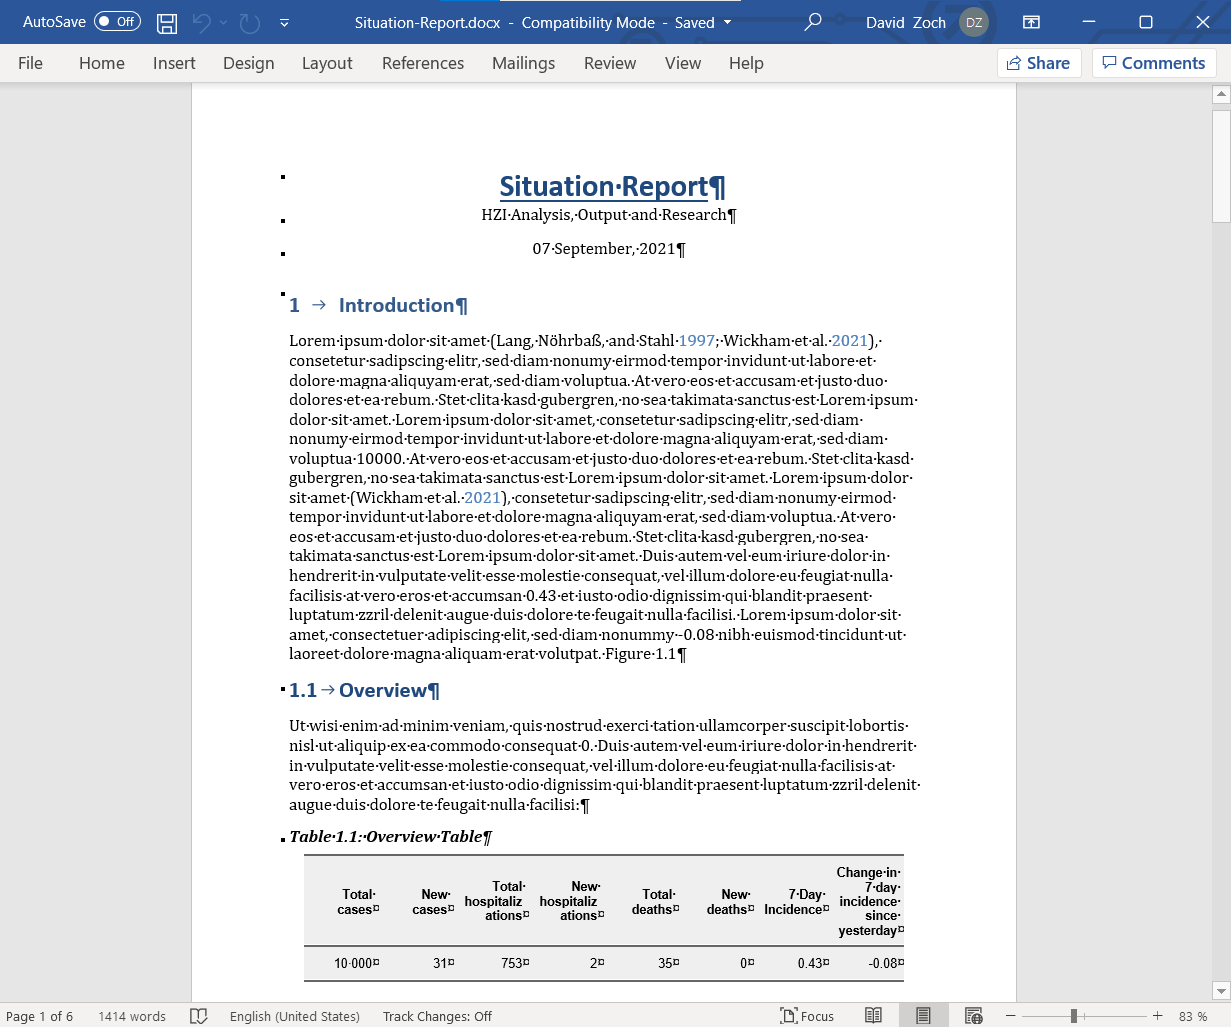 AutoSave Off Situation-Report.docx - Compatibility Mode - Saved David Zoch DZ
File Home Insert Design Layout References Mailings Review View Help Share Comments
Situation·Report¶
HZI·Analysis,·Output·and·Research¶
07·September,·2021¶
1 → Introduction¶
Lorem·ipsum·dolor·sit·amet·(Lang,·Nöhrbaß,·and·Stahl·1997;·Wickham·et·al.·2021),·
consetetur·sadipscing·elitr,·sed·diam·nonumy·eirmod·tempor·invidunt·ut·labore·et·
dolore·magna·aliquyam·erat,·sed·diam·voluptua.·At·vero·eos·et·accusam·et·justo·duo·
dolores·et·ea·rebum.·Stet·clita·kasd·gubergren,·no·sea·takimata·sanctus·est·Lorem·ipsum·
dolor·sit·amet.·Lorem·ipsum·dolor·sit·amet,·consetetur·sadipscing·elitr,·sed·diam·
nonumy·eirmod·tempor·invidunt·ut·labore·et·dolore·magna·aliquyam·erat,·sed·diam·
voluptua·10000.·At·vero·eos·et·accusam·et·justo·duo·dolores·et·ea·rebum.·Stet·clita·kasd·
gubergren,·no·sea·takimata·sanctus·est·Lorem·ipsum·dolor·sit·amet.·Lorem·ipsum·dolor·
sit·amet·(Wickham·et·al.·2021),·consetetur·sadipscing·elitr,·sed·diam·nonumy·eirmod·
tempor·invidunt·ut·labore·et·dolore·magna·aliquyam·erat,·sed·diam·voluptua.·At·vero·
eos·et·accusam·et·justo·duo·dolores·et·ea·rebum.·Stet·clita·kasd·gubergren,·no·sea·
takimata·sanctus·est·Lorem·ipsum·dolor·sit·amet.·Duis·autem·vel·eum·iriure·dolor·in·
hendrerit·in·vulputate·velit·esse·molestie·consequat,·vel·illum·dolore·eu·feugiat·nulla·
facilisis·at·vero·eros·et·accumsan·0.43·et·iusto·odio·dignissim·qui·blandit·praesent·
luptatum·zzril·delenit·augue·duis·dolore·te·feugait·nulla·facilisi.·Lorem·ipsum·dolor·sit·
amet,·consectetuer·adipiscing·elit,·sed·diam·nonummy·-0.08·nibh·euismod·tincidunt·ut·
laoreet·dolore·magna·aliquam·erat·volutpat.·Figure·1.1¶
1.1 → Overview¶
Ut·wisi·enim·ad·minim·veniam,·quis·nostrud·exerci·tation·ullamcorper·suscipit·lobortis·
nisl·ut·aliquip·ex·ea·commodo·consequat·0.·Duis·autem·vel·eum·iriure·dolor·in·hendrerit·
in·vulputate·velit·esse·molestie·consequat,·vel·illum·dolore·eu·feugiat·nulla·facilisis·at·
vero·eros·et·accumsan·et·iusto·odio·dignissim·qui·blandit·praesent·luptatum·zzril·delenit·
augue·duis·dolore·te·feugait·nulla·facilisi:¶
Table·1.1:·Overview·Table¶
Total·
cases¤
New·
cases¤
Total·
hospitaliz
ations¤
New·
hospitaliz
ations¤
Total·
deaths¤
New·
deaths¤
7·Day·
Incidence¤
Change·in·
7·day·
incidence·
since·
yesterday¤
10·000¤ 31¤ 753¤ 2¤ 35¤ 0¤ 0.43¤ -0.08¤
Page 1 of 6 1414 words English (United States) Track Changes: Off Focus 83 %